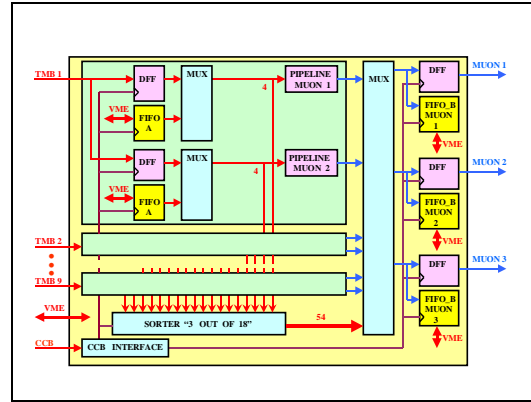 TMB 1
DFF
MUX
PIPELINE
MUON 1
MUX
DFF
MUON 1
4
VME
FIFO
A
FIFO_B
MUON
1
VME
DFF
MUX
PIPELINE
MUON 2
DFF
MUON 2
4
VME
FIFO
A
FIFO_B
MUON
2
VME
TMB 2
TMB 9
DFF
MUON 3
VME
SORTER “3 OUT OF 18”
54
FIFO_B
MUON
3
VME
CCB
CCB INTERFACE